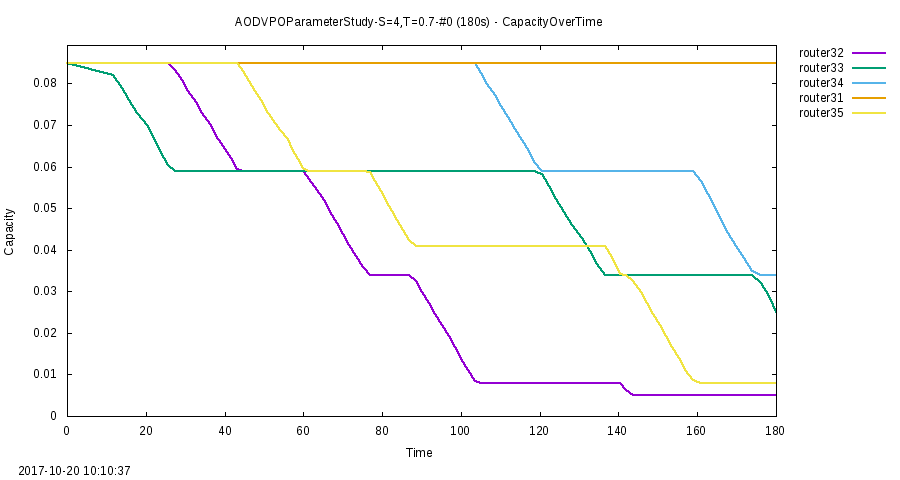 AODVPOParameterStudy-S=4,T=0.7-#0 (180s) - CapacityOverTime
router32
router33
router34
router31
router35
0.08
0.07
0.06
0.05
0.04
0.03
0.02
0.01
0
Capacity
0 20 40 60 80 100 120 140 160 180
Time
2017-10-20 10:10:37